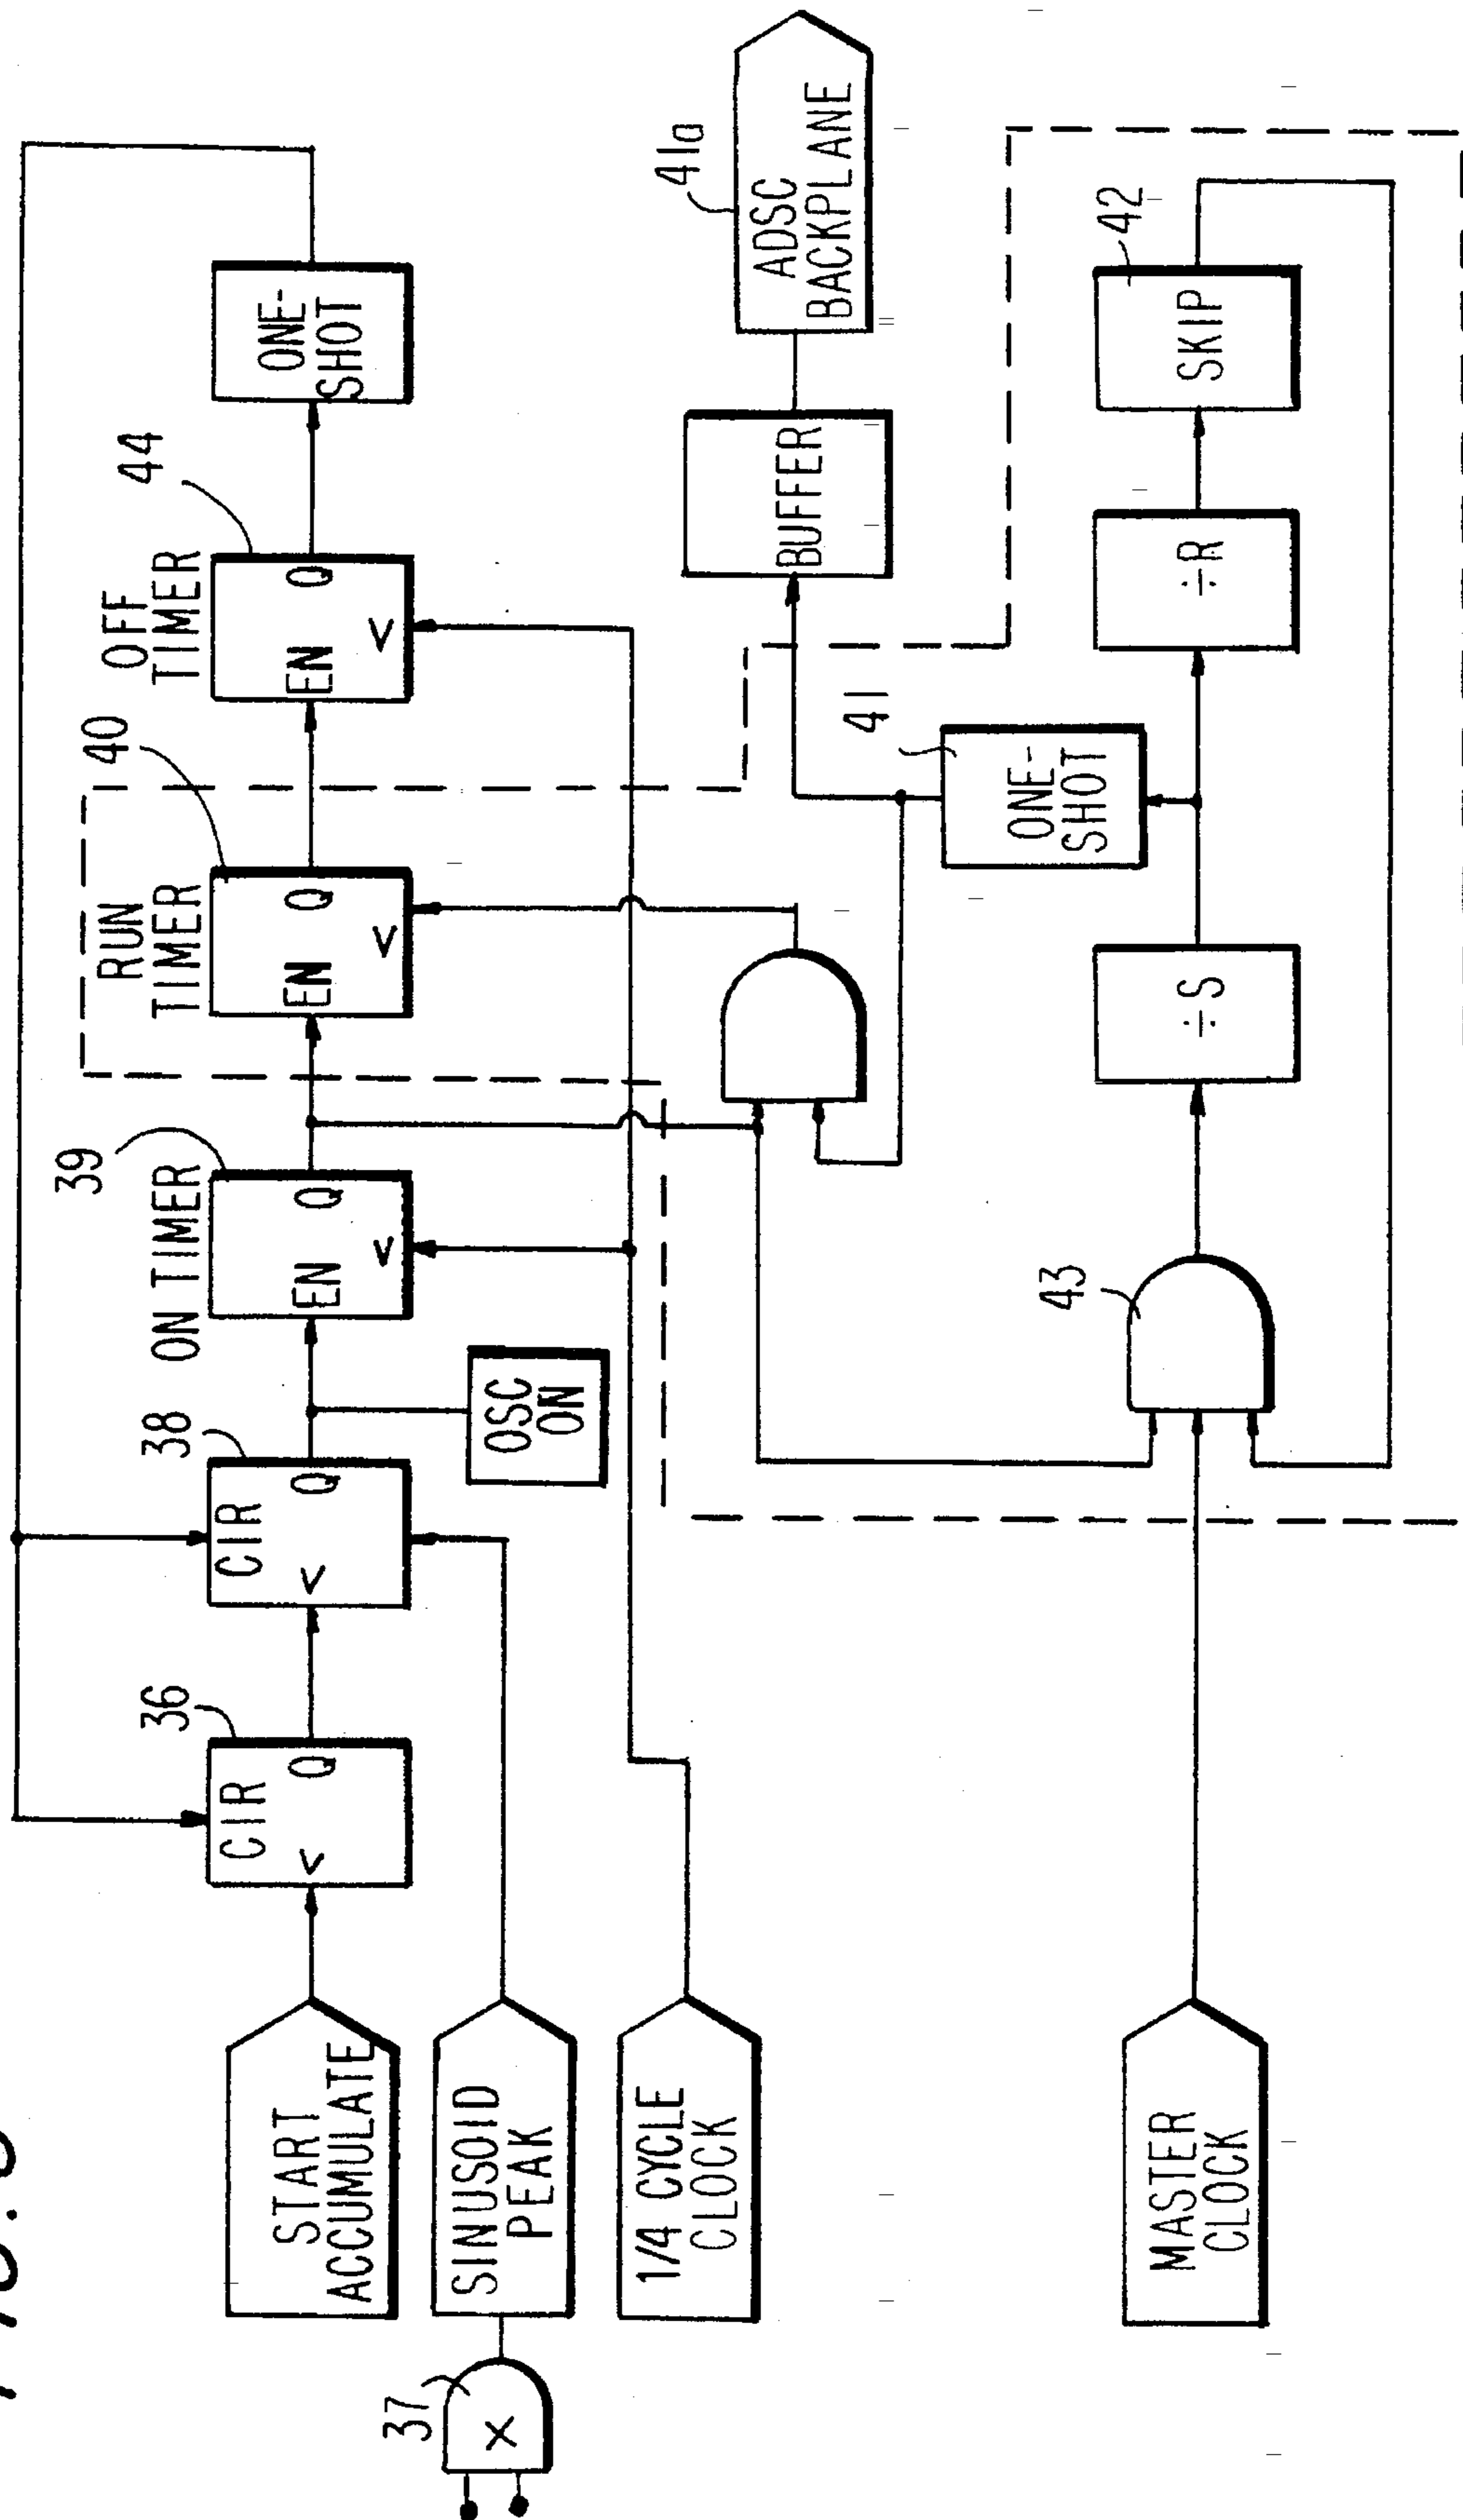 44
OFF
TIMER
EN
Q
<
ONE-
SHOT
40
RUN
TIMER
EN
Q
<
39
ON TIMER
EN
Q
<
38
CIR
Q
<
36
CIR
Q
<
START
ACCUMULATE
OSC
ON
37
X
SINUSOID
PEAK
1/4 CYCLE
CLOCK
41a
ADSC
BACKPLANE
BUFFER
41
ONE-
SHOT
MASTER
CLOCK
43
÷S
÷R
42
SKIP